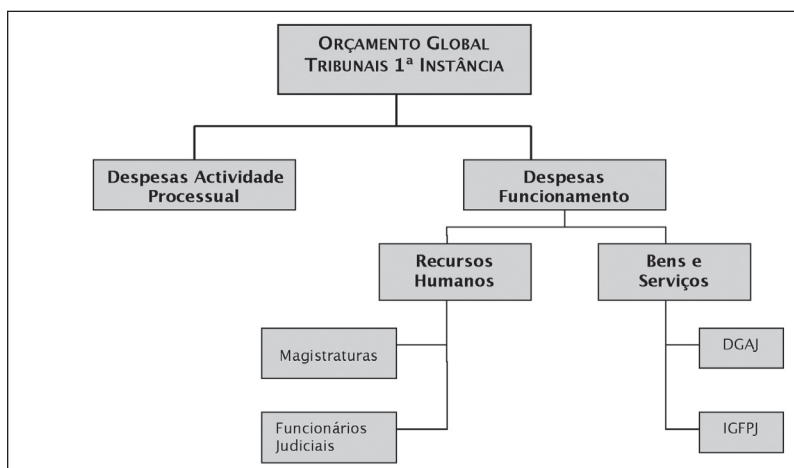 ORÇAMENTO GLOBAL
TRIBUNAIS 1ª INSTÂNCIA
Despesas Actividade
Processual
Despesas
Funcionamento
Recursos
Humanos
Bens e
Serviços
Magistraturas
DGAJ
Funcionários
Judiciais
IGFPJ